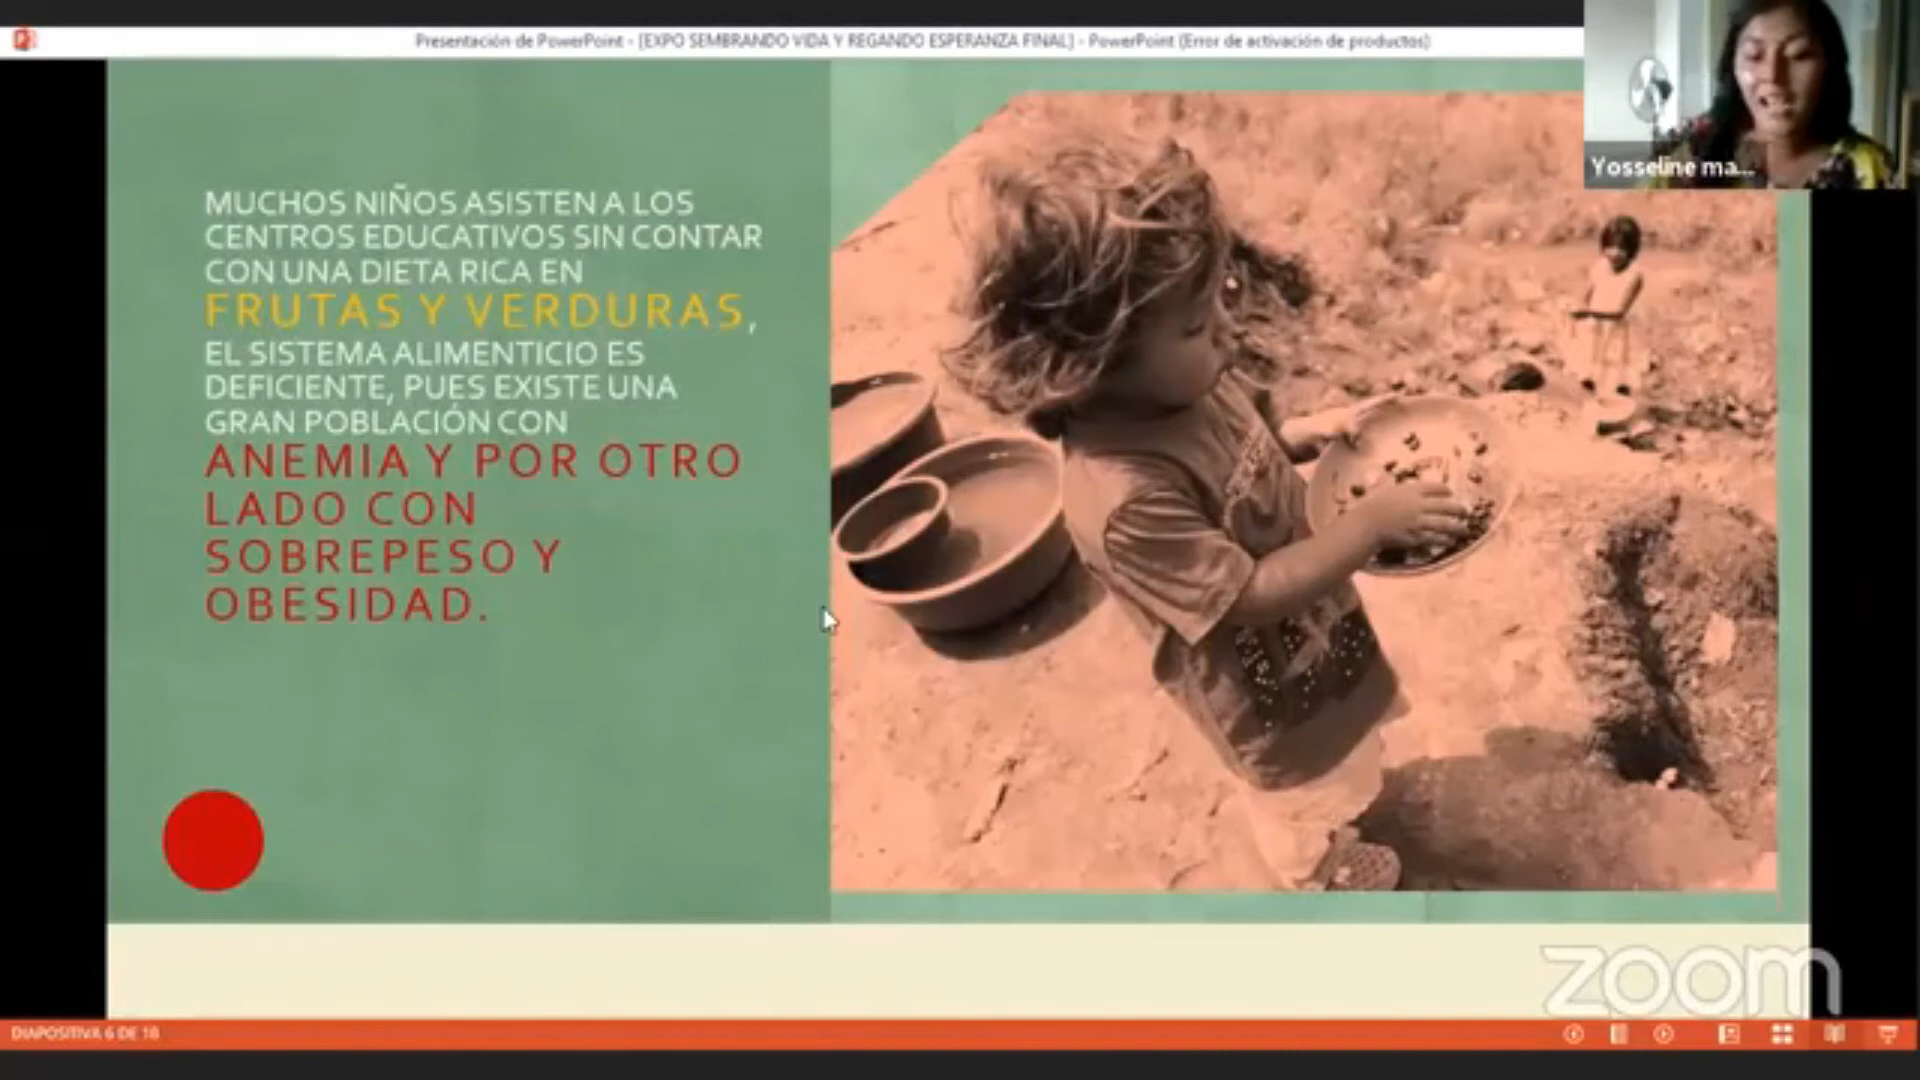 Presentación de PowerPoint - [EXPO SEMBRANDO VIDA Y REGANDO ESPERANZA FINAL] - PowerPoint (Error de activación de productos)
Yosseline ma...
MUCHOS NIÑOS ASISTEN A LOS
CENTROS EDUCATIVOS SIN CONTAR
CON UNA DIETA RICA EN
FRUTAS Y VERDURAS,
EL SISTEMA ALIMENTICIO ES
DEFICIENTE, PUES EXISTE UNA
GRAN POBLACIÓN CON
ANEMIA Y POR OTRO
LADO CON
SOBREPESO Y
OBESIDAD.
zoom
DIAPOSITIVA 6 DE 18